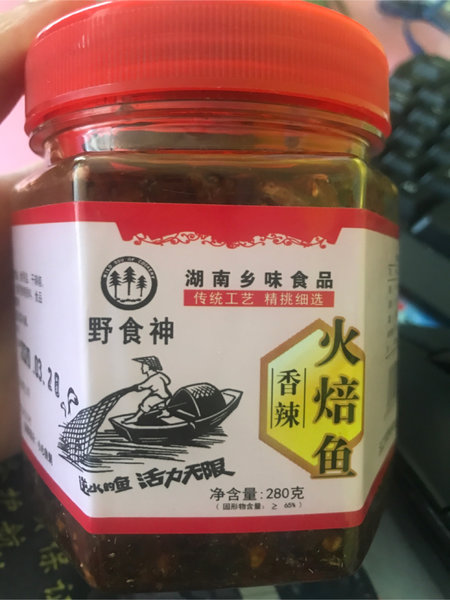 湖南乡味食品
传统工艺 精挑细选
野食神
香辣
火焙鱼
活力无限
净含量:280克
(固形物含量: ≥ 65%)